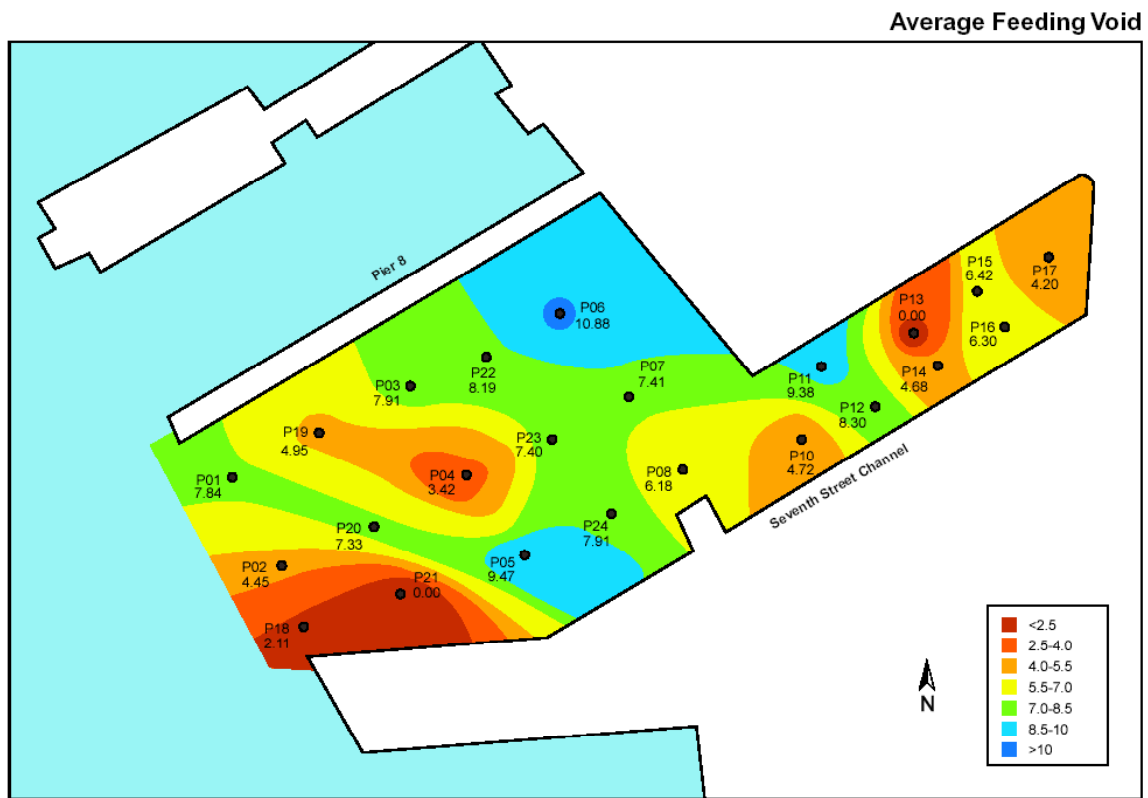 Average Feeding Void
Pier 8
P06
10.88
P15
6.42
P17
4.20
P13
0.00
P16
6.30
P22
8.19
P07
7.41
P03
7.91
P11
9.38
P14
4.68
P12
8.30
P19
4.95
P23
7.40
P10
4.72
P04
3.42
P08
6.18
Seventh Street Channel
P01
7.84
P20
7.33
P24
7.91
P05
9.47
P02
4.45
P21
0.00
P18
2.11
N
<2.5
2.5-4.0
4.0-5.5
5.5-7.0
7.0-8.5
8.5-10
>10